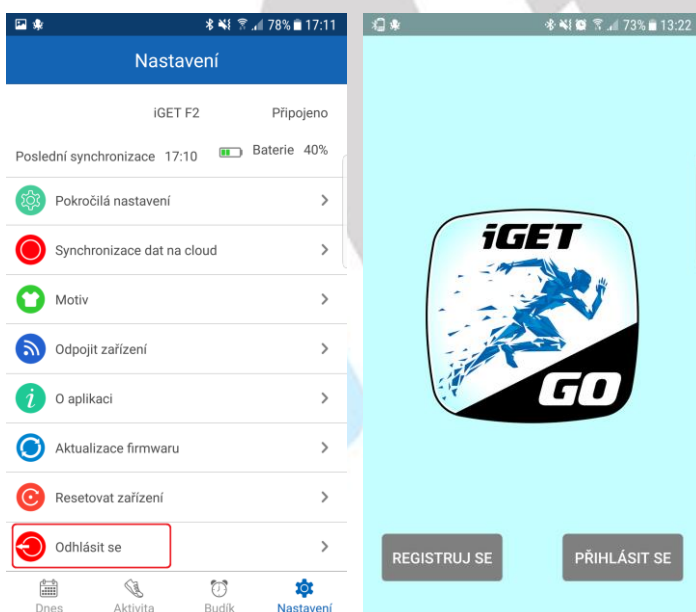 78% 17:11
Nastavení
iGET F2 Připojeno
Poslední synchronizace 17:10 Baterie 40%
Pokročilá nastavení
Synchronizace dat na cloud
Motiv
Odpojit zařízení
i O aplikaci
Aktualizace firmwaru
Resetovat zařízení
Odhlásit se
Dnes Aktivita Budík Nastavení
73% 13:22
iGET
GO
REGISTRUJ SE PŘIHLÁSIT SE